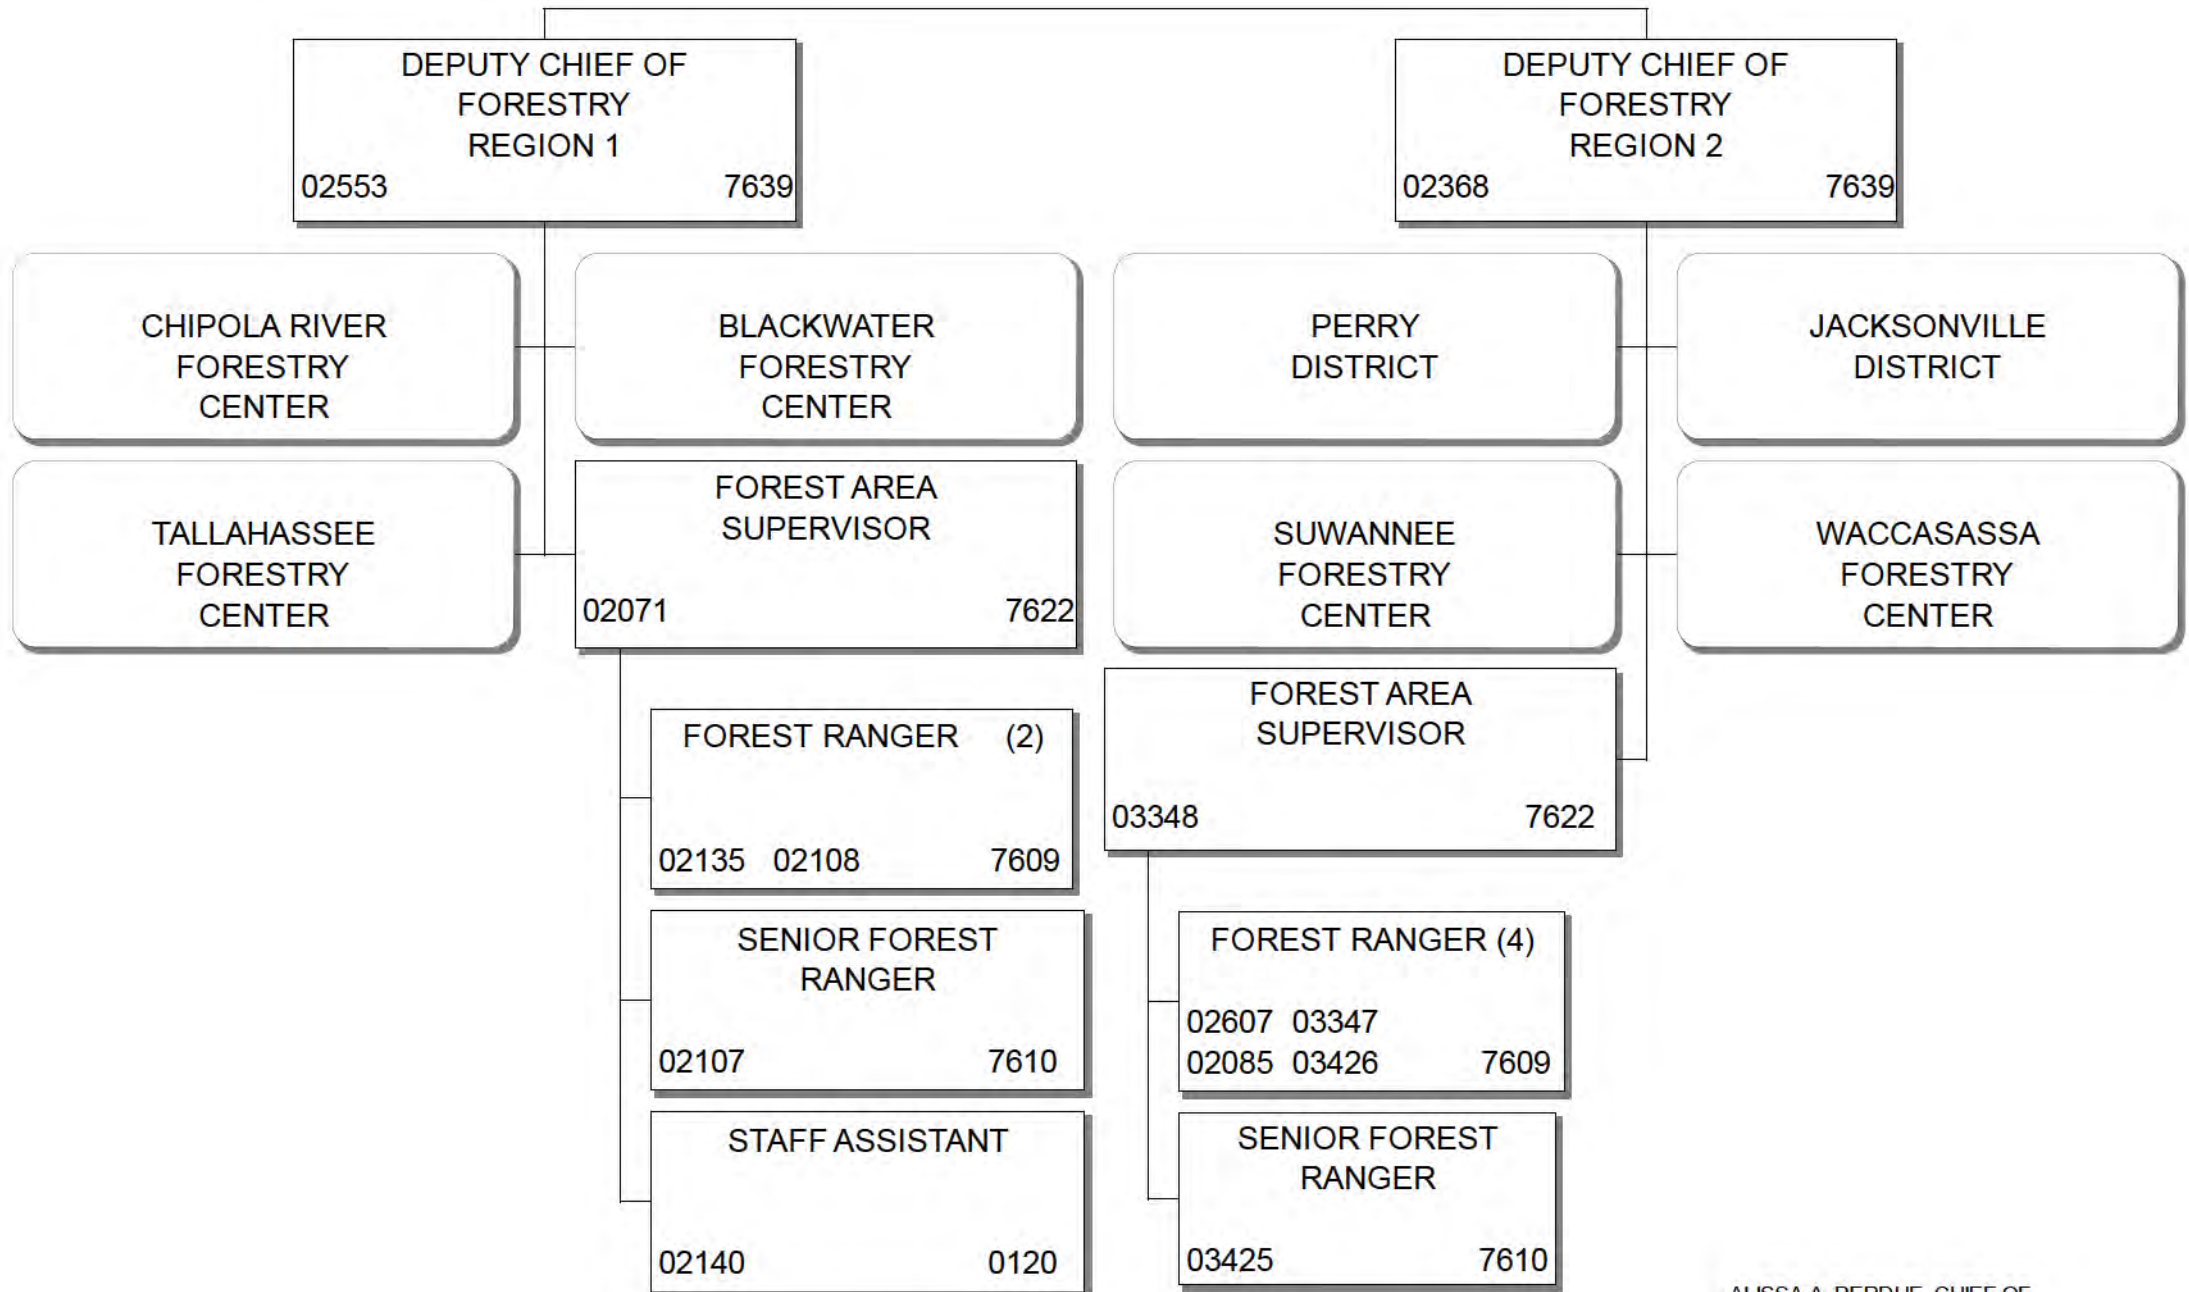 DEPUTY CHIEF OF
FORESTRY
REGION 1
02553 7639
DEPUTY CHIEF OF
FORESTRY
REGION 2
02368 7639
CHIPOLA RIVER
FORESTRY
CENTER
BLACKWATER
FORESTRY
CENTER
PERRY
DISTRICT
JACKSONVILLE
DISTRICT
TALLAHASSEE
FORESTRY
CENTER
FOREST AREA
SUPERVISOR
02071 7622
SUWANNEE
FORESTRY
CENTER
WACCASASSA
FORESTRY
CENTER
FOREST RANGER (2)
02135 02108 7609
SENIOR FOREST
RANGER
02107 7610
STAFF ASSISTANT
02140 0120
FOREST AREA
SUPERVISOR
03348 7622
FOREST RANGER (4)
02607 03347
02085 03426 7609
SENIOR FOREST
RANGER
03425 7610
PERDUE, CHIEF OF